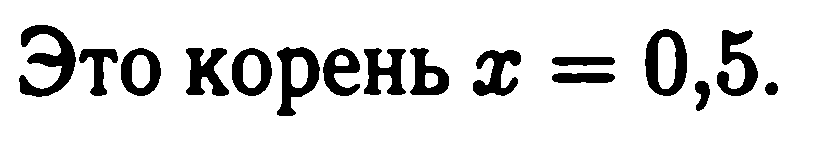 Это корень x = 0,5.